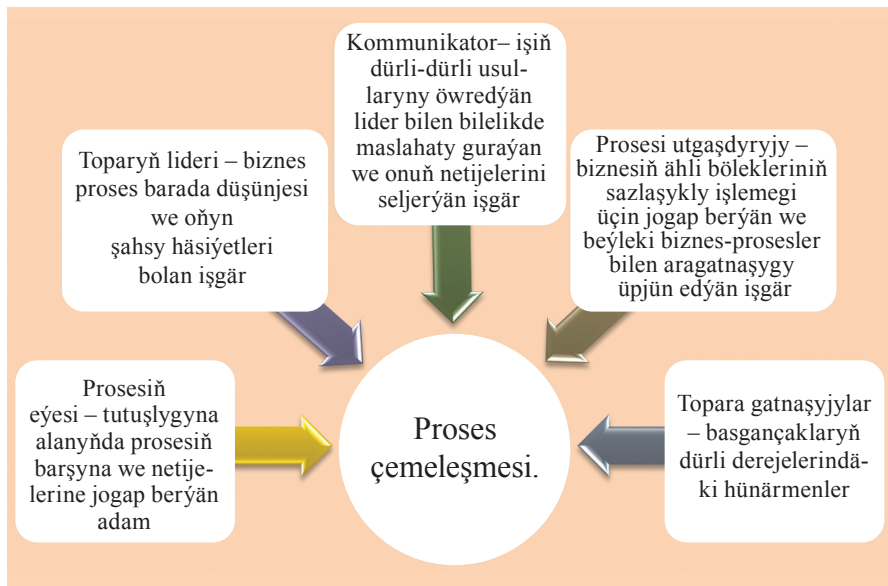 Kommunikator– işiň
dürli-dürli usul-
laryny öwredýän
lider bilen bilelikde
maslahaty guraýan
we onuň netijelerini
seljerýän işgär
Toparyň lideri – biznes
proses barada düşünjesi
we oňyn
şahsy häsiýetleri
bolan işgär
Prosesi utgaşdyryjy –
biznesiň ähli bölekleriniň
sazlaşykly işlemegi
üçin jogap berýän we
beýleki biznes-prosesler
bilen aragatnaşygy
üpjün edýän işgär
Prosesiň
eýesi – tutuşlygyna
alanyňda prosesiň
barşyna we netije-
lerine jogap berýän
adam
Proses
çemeleşmesi.
Topara gatnaşyjylar
– basgançaklaryň
dürli derejelerindä-
ki hünärmenler